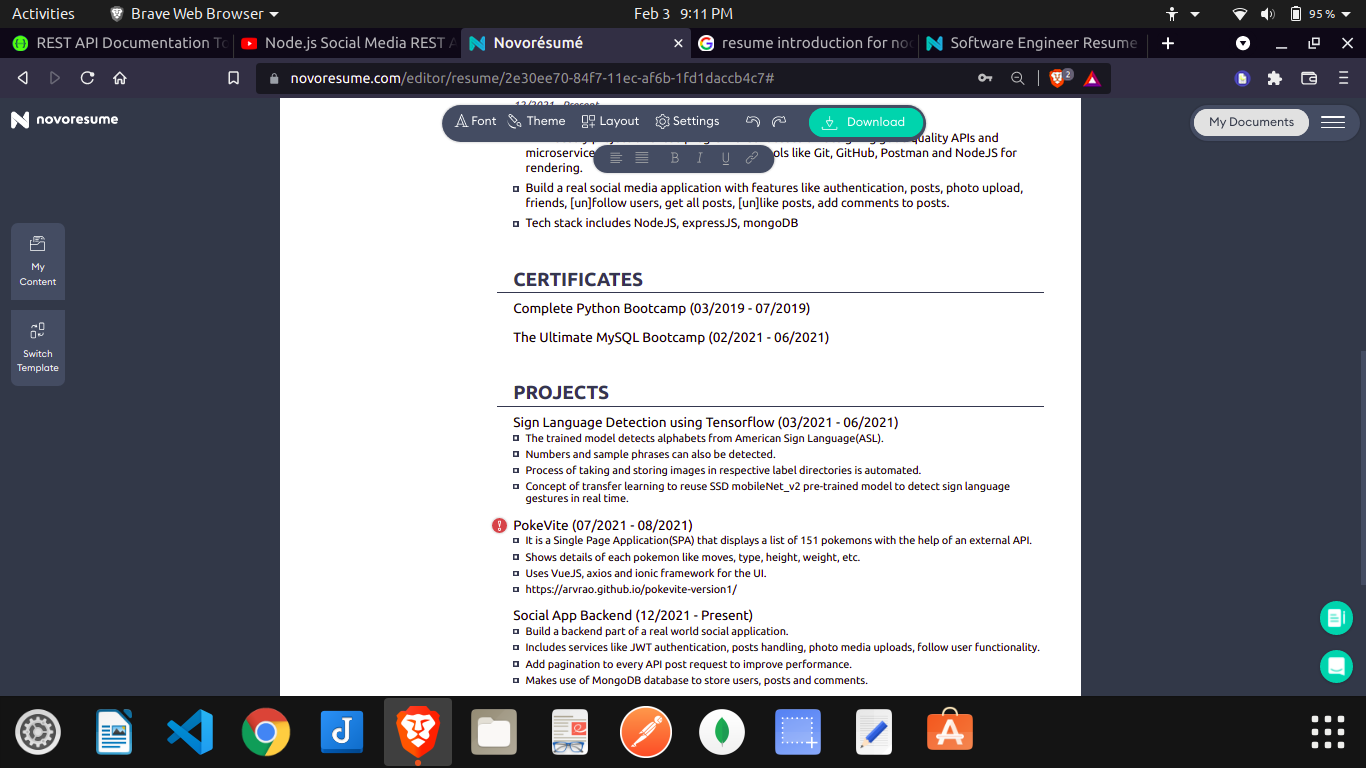 Activities
Brave Web Browser
Feb 3 9:11 PM
95 %
REST API Documentation To
Node.js Social Media REST A
Novorésumé
resume introduction for noc
Software Engineer Resume
novoresume.com/editor/resume/2e30ee70-84f7-11ec-af6b-1fd1daccb4c7#
2
novoresume
Font
Theme
Layout
Settings
Download
My Documents
B I U
My
Content
Switch
Template
12/2021 - Present
quality APIs and
microservice
ols like Git, GitHub, Postman and NodeJS for
rendering.
Build a real social media application with features like authentication, posts, photo upload,
friends, [un]follow users, get all posts, [un]like posts, add comments to posts.
Tech stack includes NodeJS, expressJS, mongoDB
CERTIFICATES
Complete Python Bootcamp (03/2019 - 07/2019)
The Ultimate MySQL Bootcamp (02/2021 - 06/2021)
PROJECTS
Sign Language Detection using Tensorflow (03/2021 - 06/2021)
The trained model detects alphabets from American Sign Language(ASL).
Numbers and sample phrases can also be detected.
Process of taking and storing images in respective label directories is automated.
Concept of transfer learning to reuse SSD mobileNet_v2 pre-trained model to detect sign language
gestures in real time.
PokeVite (07/2021 - 08/2021)
It is a Single Page Application(SPA) that displays a list of 151 pokemons with the help of an external API.
Shows details of each pokemon like moves, type, height, weight, etc.
Uses VueJS, axios and ionic framework for the UI.
https://arvrao.github.io/pokevite-version1/
Social App Backend (12/2021 - Present)
Build a backend part of a real world social application.
Includes services like JWT authentication, posts handling, photo media uploads, follow user functionality.
Add pagination to every API post request to improve performance.
Makes use of MongoDB database to store users, posts and comments.